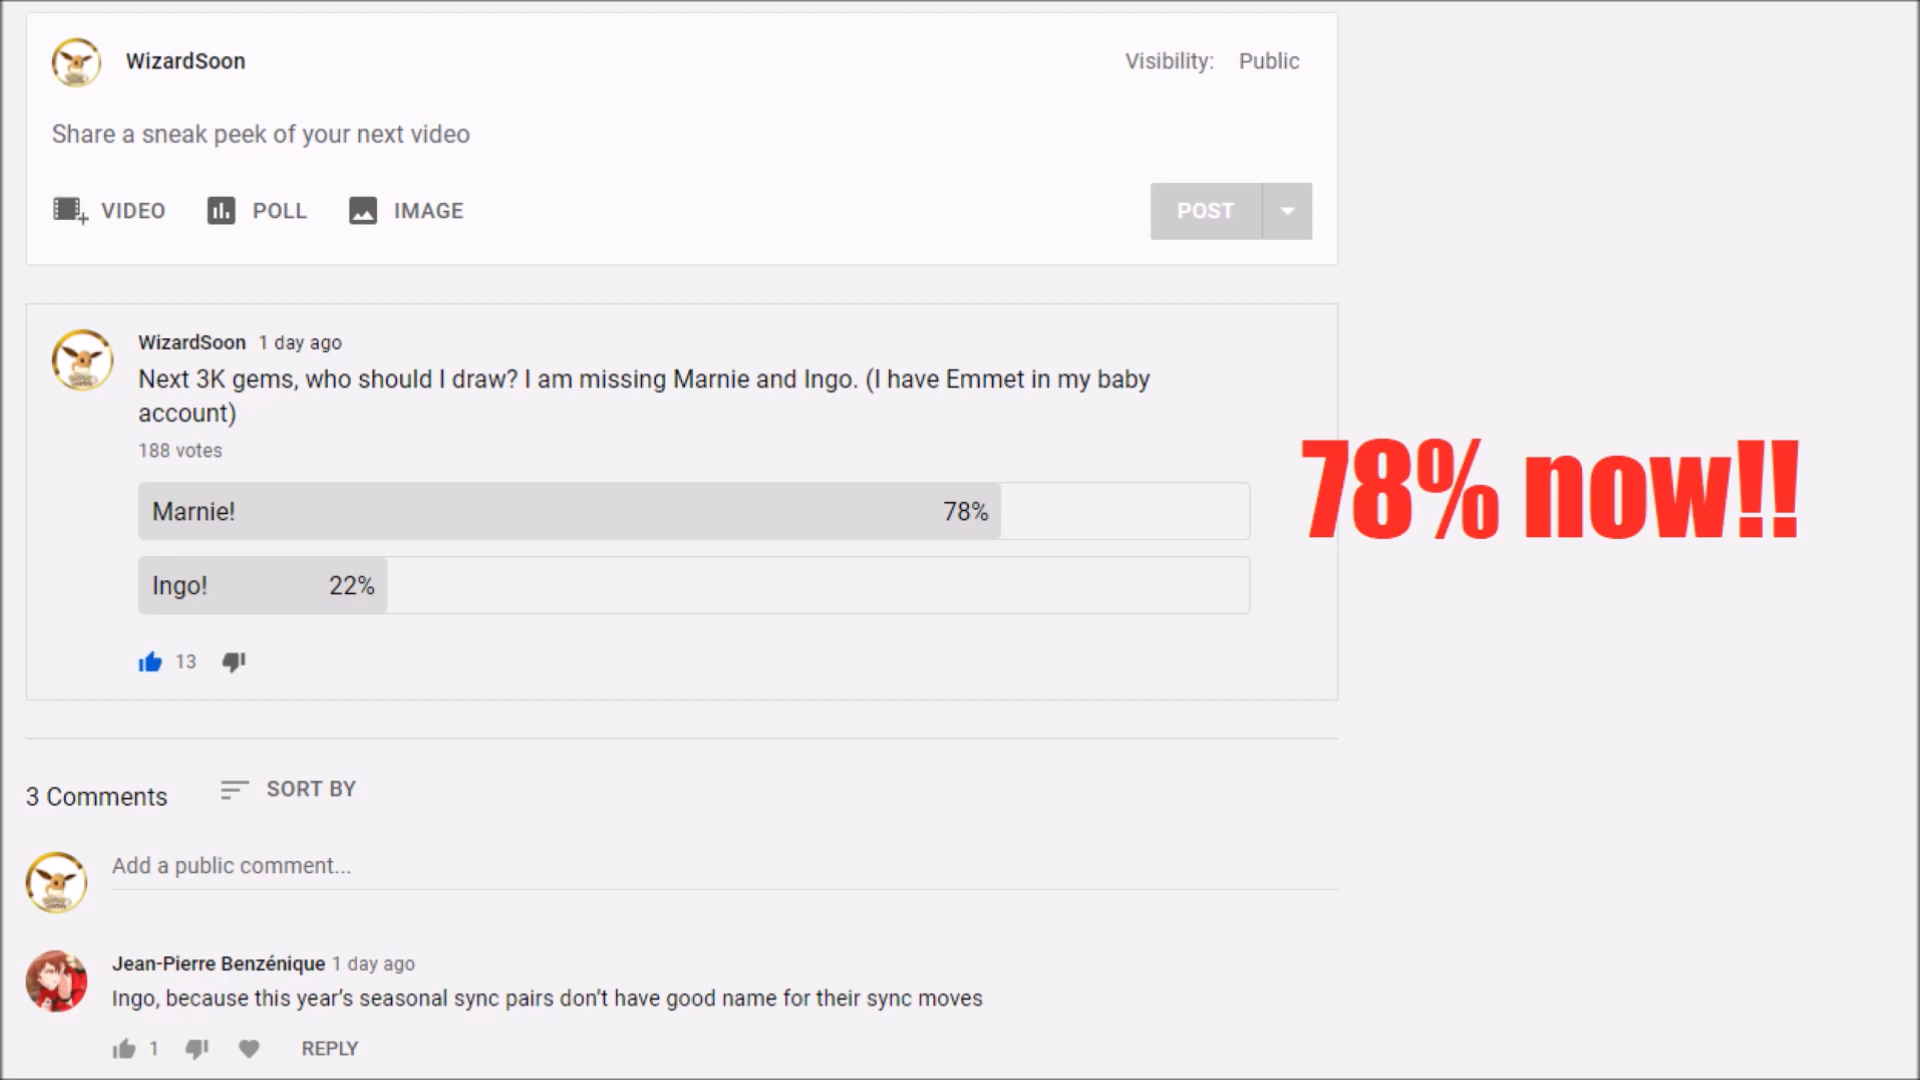 WizardSoon
Visibility: Public
Share a sneak peek of your next video
VIDEO POLL IMAGE
POST
WizardSoon 1 day ago
Next 3K gems, who should I draw? I am missing Marnie and Ingo. (I have Emmet in my baby
account)
188 votes
Marnie! 78%
78% now!!
Ingo! 22%
13
3 Comments SORT BY
Add a public comment...
Jean-Pierre Benzénique 1 day ago
Ingo, because this year's seasonal sync pairs don't have good name for their sync moves
1 REPLY